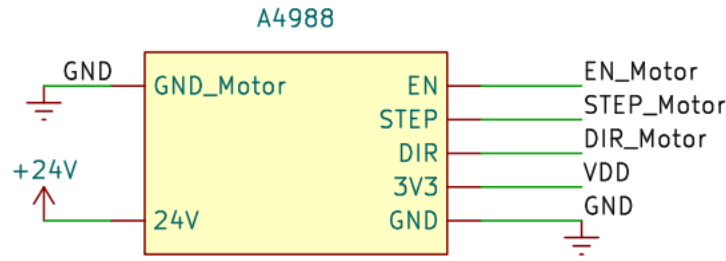 A4988
GND GND_Motor EN EN_Motor
STEP STEP_Motor
DIR DIR_Motor
+24V 3V3 VDD
24V GND GND